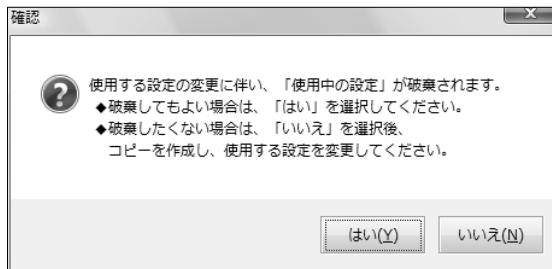 確認
使用する設定の変更に伴い、「使用中の設定」が破棄されます。
◆破棄してもよい場合は、「はい」を選択してください。
◆破棄したくない場合は、「いいえ」を選択後、
コピーを作成し、使用する設定を変更してください。
はい(Y)
いいえ(N)